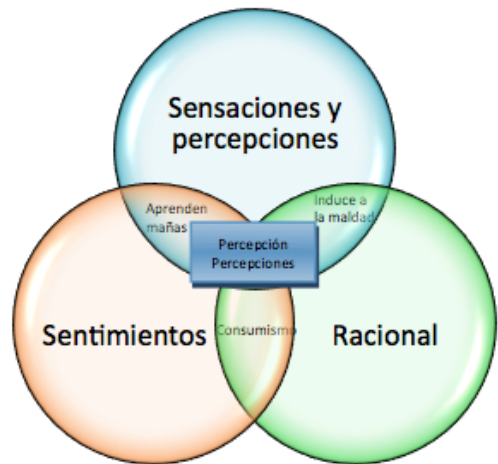 Sensaciones y
percepciones
Aprenden
mañas
Induce a
la maldad
Percepción
Percepciones
Sentimientos
Consumismo
Racional